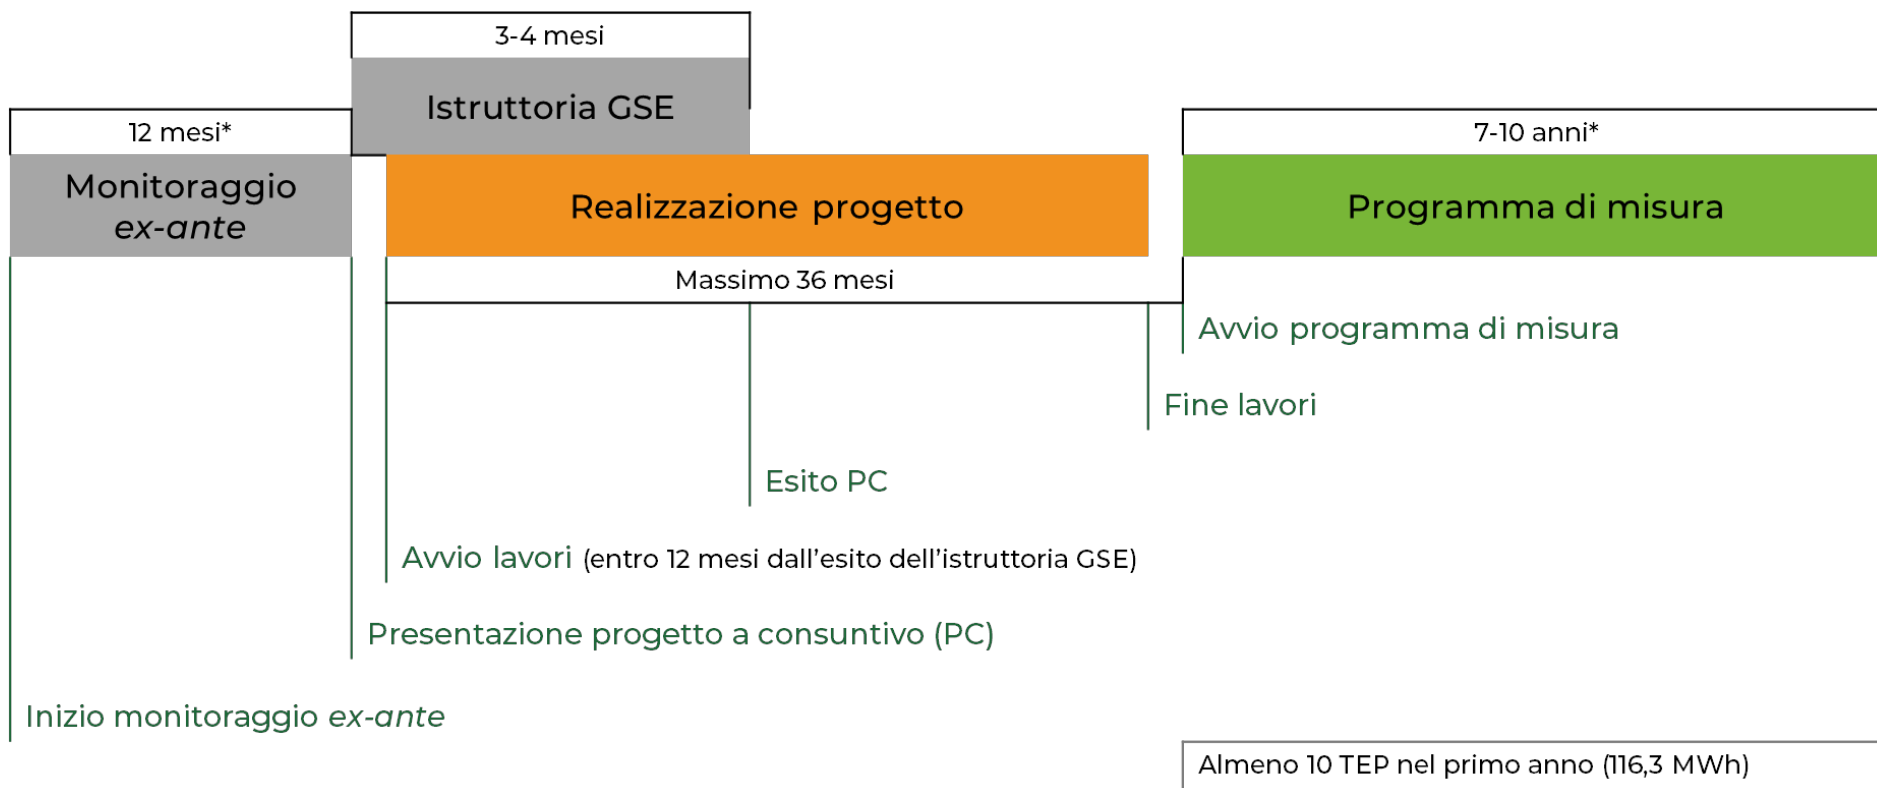 3-4 mesi
Istruttoria GSE
12 mesi*
7-10 anni*
Monitoraggio
ex-ante
Realizzazione progetto
Programma di misura
Massimo 36 mesi
Avvio programma di misura
Fine lavori
Esito PC
Avvio lavori (entro 12 mesi dall’esito dell’istruttoria GSE)
Presentazione progetto a consuntivo (PC)
Inizio monitoraggio ex-ante
Almeno 10 TEP nel primo anno (116,3 MWh)